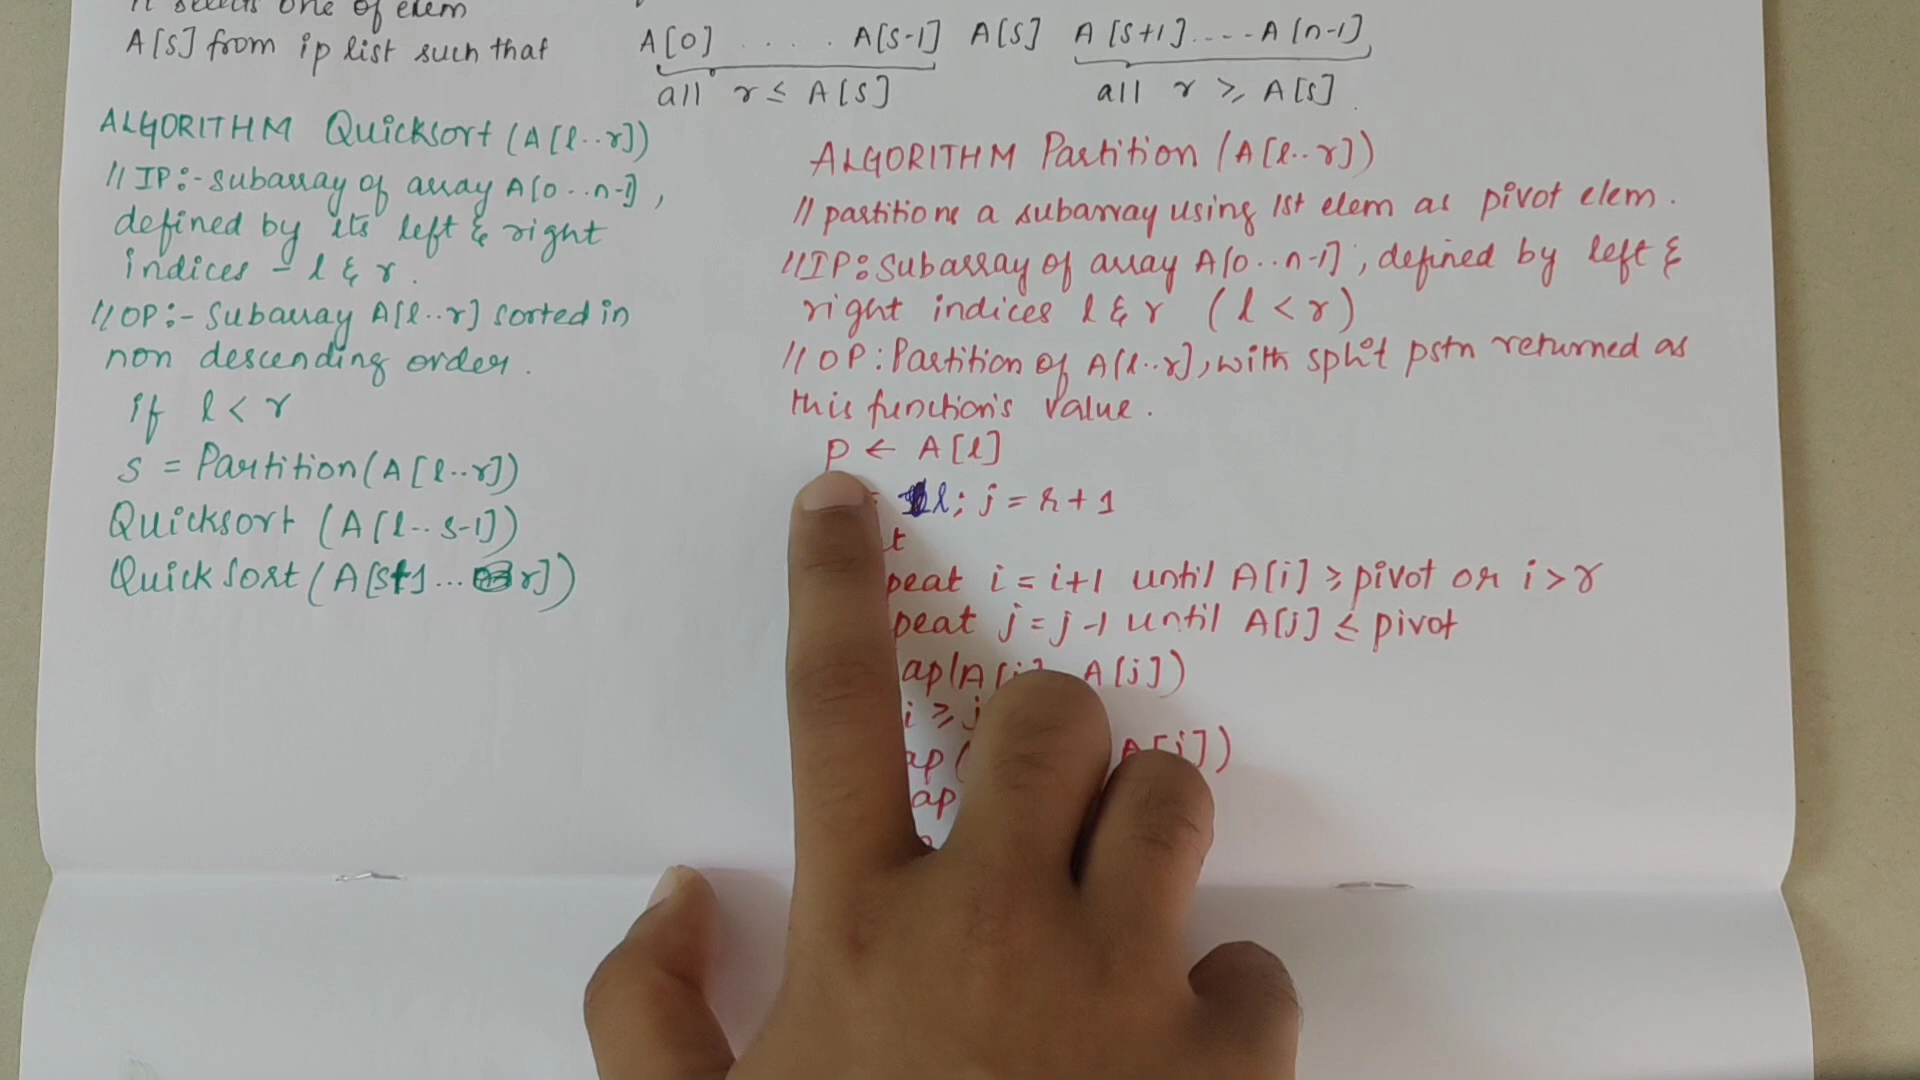 one of elem
A[S] from ip list such that
A[0] . . . . A[S-1] A[S] A[S+1]....A[n-1]
all r ≤ A[S] all r ≥ A[S]
ALGORITHM Quicksort (A[l..r])
// IP:- subarray of array A[0..n-1],
defined by its left & right
indices - l & r.
// OP:- Subarray A[l..r] sorted in
non descending order.
if l < r
s = Partition(A[l..r])
Quicksort (A[l..s-1])
QuickSort (A[s+1... r])
ALGORITHM Partition (A[l..r])
// partitions a subarray using 1st elem as pivot elem.
// IP: Subarray of array A[0..n-1], defined by left &
right indices l & r (l < r)
// OP: Partition of A[l..r], with split pstn returned as
this function's value.
p ← A[l]
l; j = r+1
i = i+1 until A[i] ≥ pivot or i > r
j = j-1 until A[j] ≤ pivot
A[j])
i ≥ j
A[j])